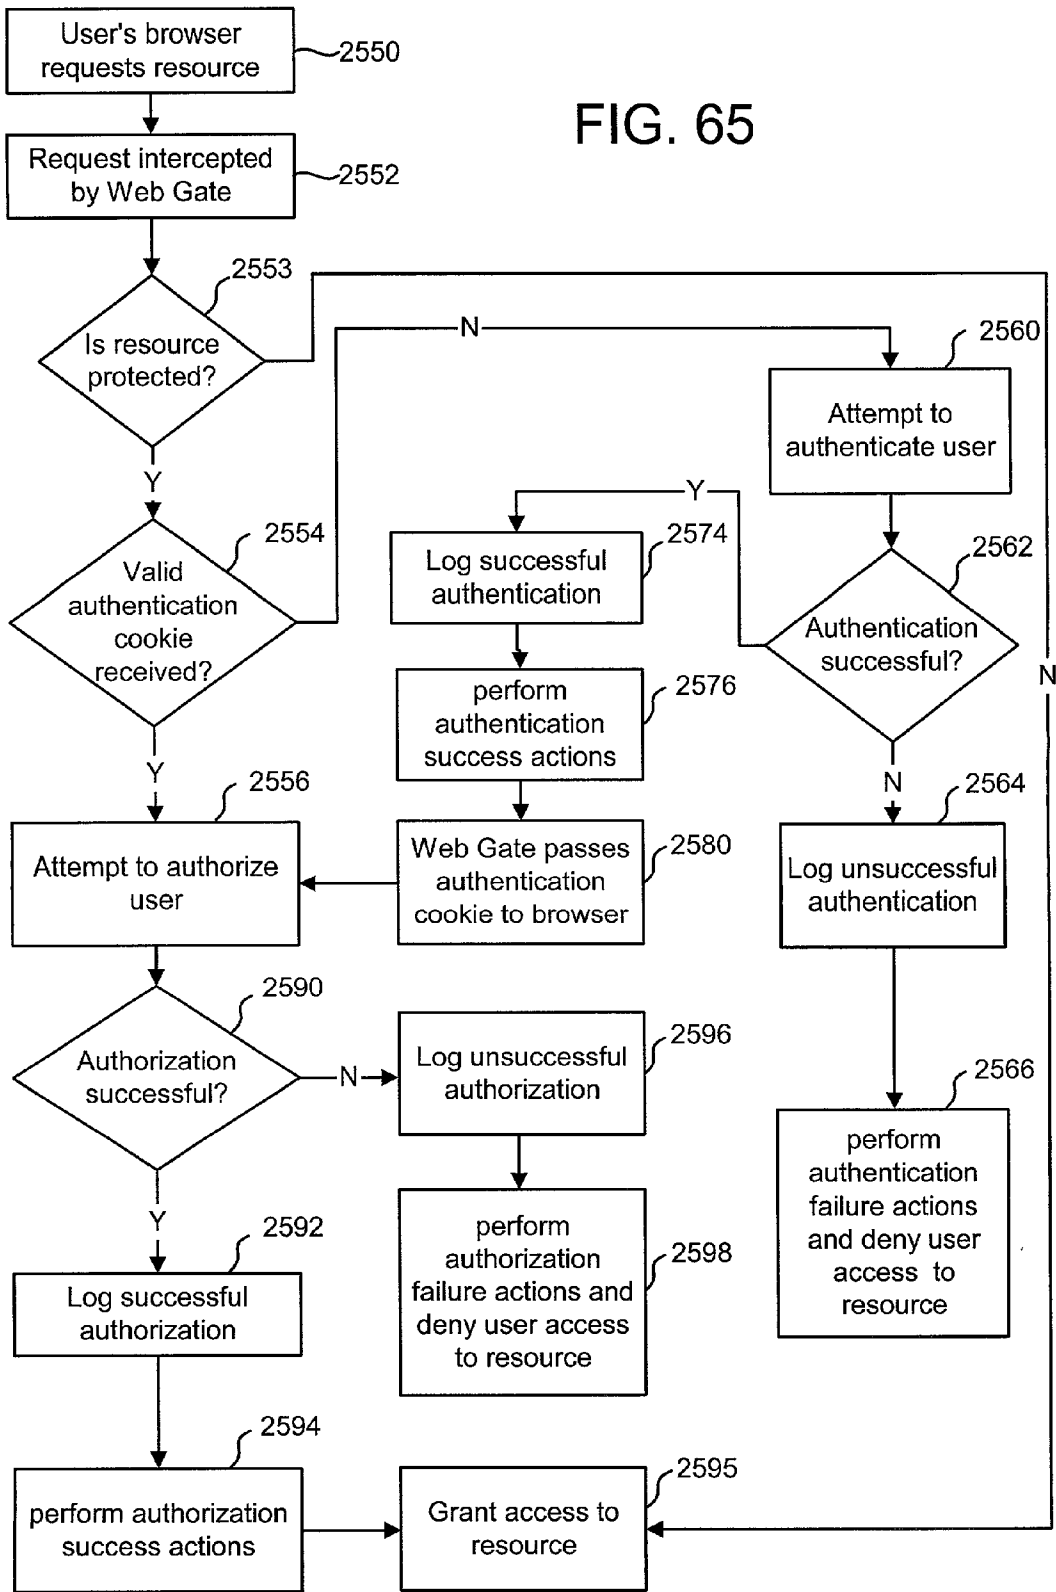 User's browser
requests resource
2550
FIG. 65
Request intercepted
by Web Gate
2552
2553
Is resource
protected?
N
2560
Attempt to
authenticate user
Y
Y
2554
Valid
authentication
cookie
received?
2574
Log successful
authentication
2562
Authentication
successful?
N
2576
perform
authentication
success actions
Y
N
2556
Attempt to authorize
user
2580
Web Gate passes
authentication
cookie to browser
2564
Log unsuccessful
authentication
2590
Authorization
successful?
N
2596
Log unsuccessful
authorization
2566
perform
authentication
failure actions
and deny user
access to
resource
Y
2592
Log successful
authorization
2598
perform
authorization
failure actions and
deny user access
to resource
2594
perform authorization
success actions
2595
Grant access to
resource